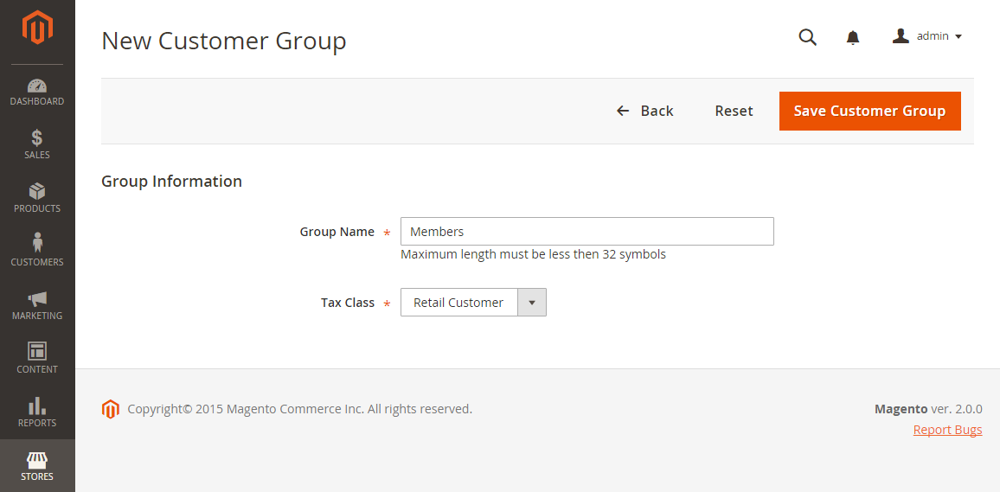 New Customer Group
admin
DASHBOARD
SALES
PRODUCTS
CUSTOMERS
MARKETING
CONTENT
REPORTS
STORES
Back Reset Save Customer Group
Group Information
Group Name * Members
Maximum length must be less then 32 symbols
Tax Class * Retail Customer
Copyright© 2015 Magento Commerce Inc. All rights reserved.
Magento ver. 2.0.0
Report Bugs